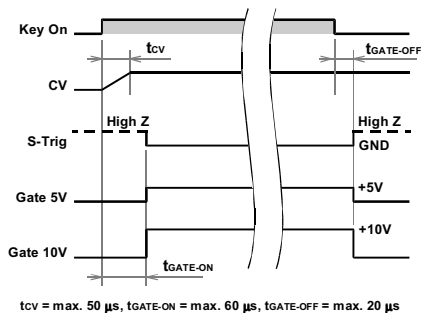 Key On
tCV
tGATE-OFF
CV
High Z
High Z
S-Trig
GND
Gate 5V
+5V
+10V
Gate 10V
tGATE-ON
tCV = max. 50 µs, tGATE-ON = max. 60 µs, tGATE-OFF = max. 20 µs